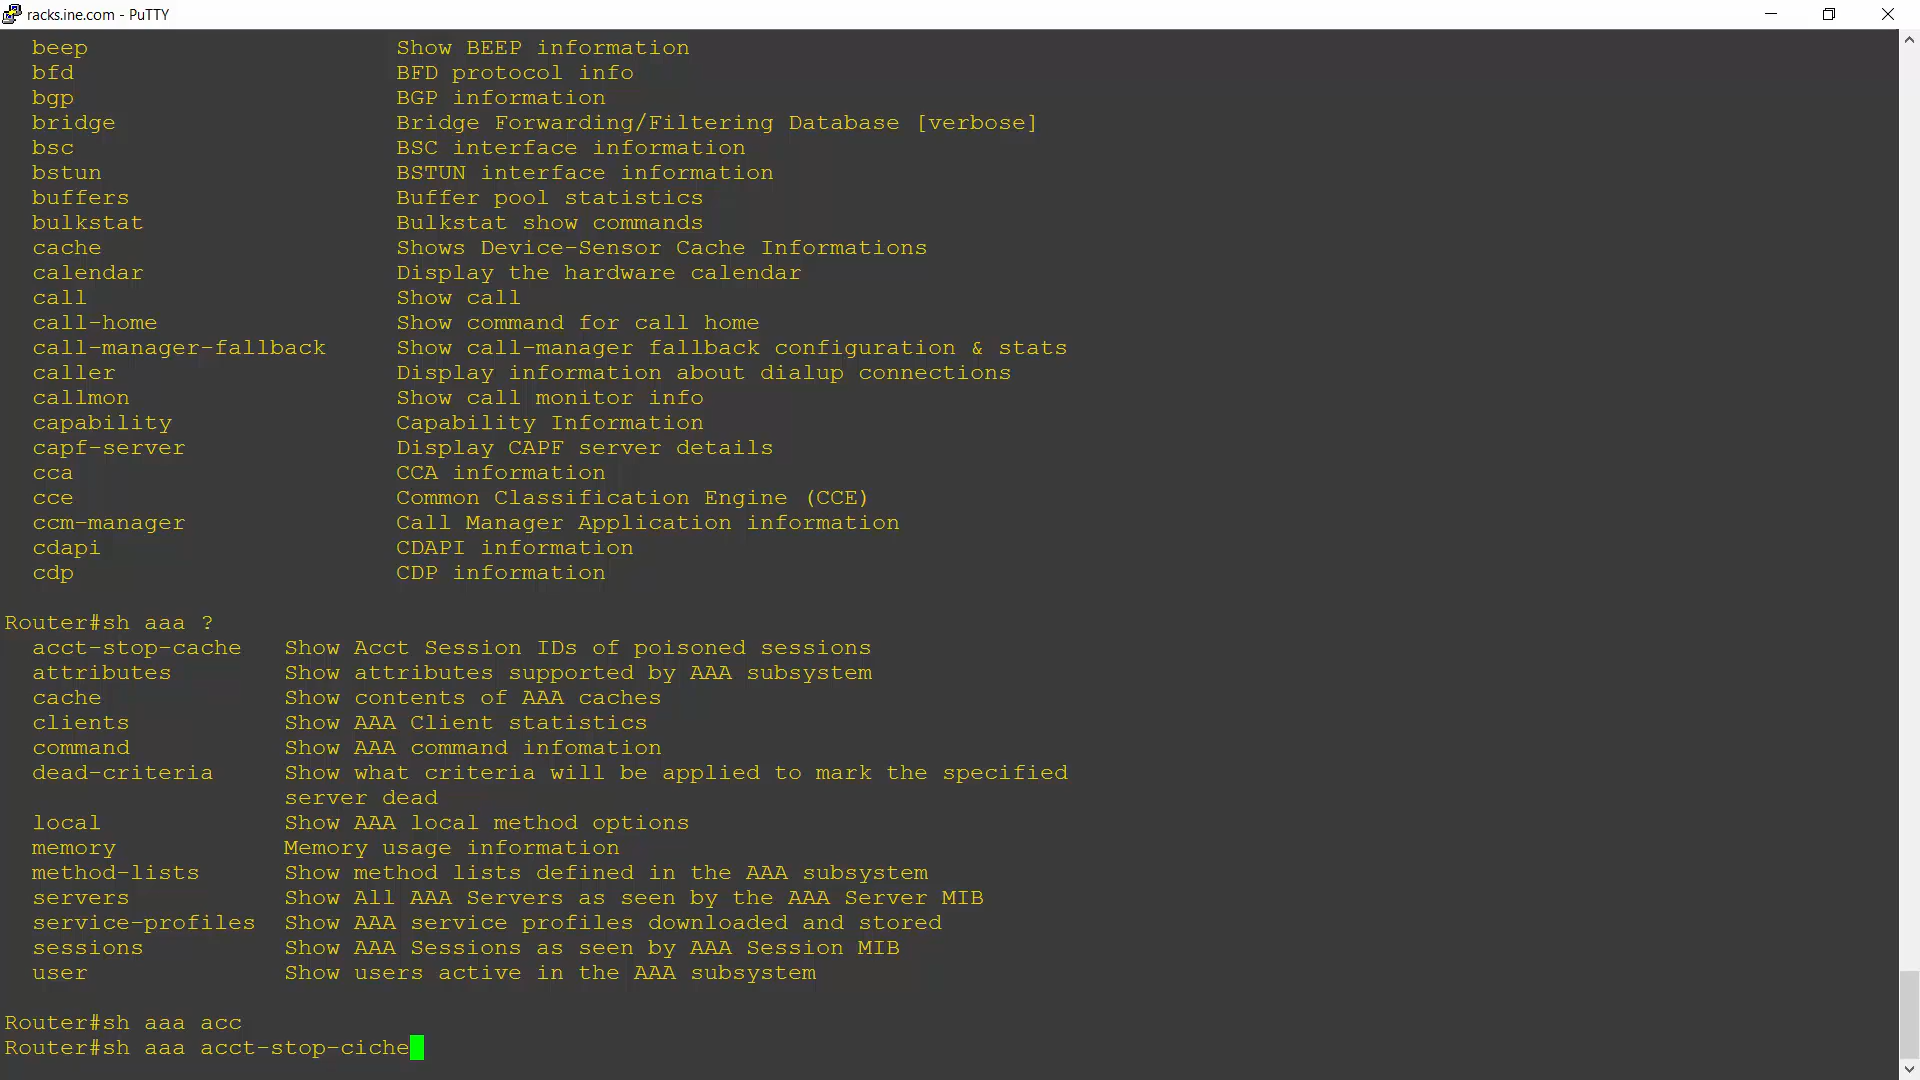 racks.ine.com - PuTTY
beep Show BEEP information
bfd BFD protocol info
bgp BGP information
bridge Bridge Forwarding/Filtering Database [verbose]
bsc BSC interface information
bstun BSTUN interface information
buffers Buffer pool statistics
bulkstat Bulkstat show commands
cache Shows Device-Sensor Cache Informations
calendar Display the hardware calendar
call Show call
call-home Show command for call home
call-manager-fallback Show call-manager fallback configuration & stats
caller Display information about dialup connections
callmon Show call monitor info
capability Capability Information
capf-server Display CAPF server details
cca CCA information
cce Common Classification Engine (CCE)
ccm-manager Call Manager Application information
cdapi CDAPI information
cdp CDP information
Router#sh aaa ?
acct-stop-cache Show Acct Session IDs of poisoned sessions
attributes Show attributes supported by AAA subsystem
cache Show contents of AAA caches
clients Show AAA Client statistics
command Show AAA command infomation
dead-criteria Show what criteria will be applied to mark the specified
server dead
local Show AAA local method options
memory Memory usage information
method-lists Show method lists defined in the AAA subsystem
servers Show All AAA Servers as seen by the AAA Server MIB
service-profiles Show AAA service profiles downloaded and stored
sessions Show AAA Sessions as seen by AAA Session MIB
user Show users active in the AAA subsystem
Router#sh aaa acc
Router#sh aaa acct-stop-ciche